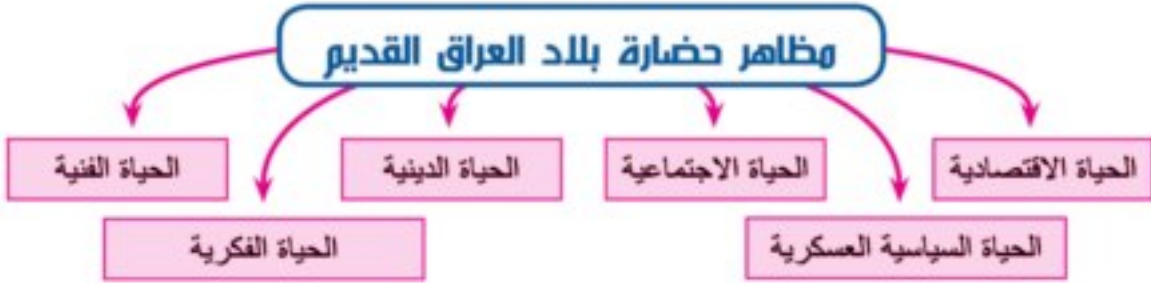 مظاهر حضارة بلاد العراق القديم
الحياة الاقتصادية
الحياة السياسية العسكرية
الحياة الاجتماعية
الحياة الدينية
الحياة الفكرية
الحياة الفنية